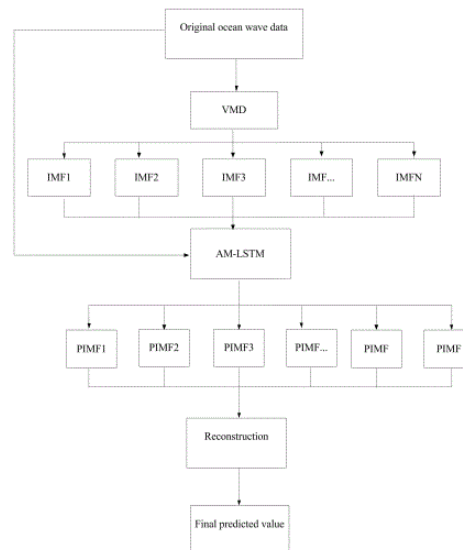 Original ocean wave data
VMD
IMF1
IMF2
IMF3
IMF...
IMFN
AM-LSTM
PIMF1
PIMF2
PIMF3
PIMF...
PIMF
PIMF
Reconstruction
Final predicted value